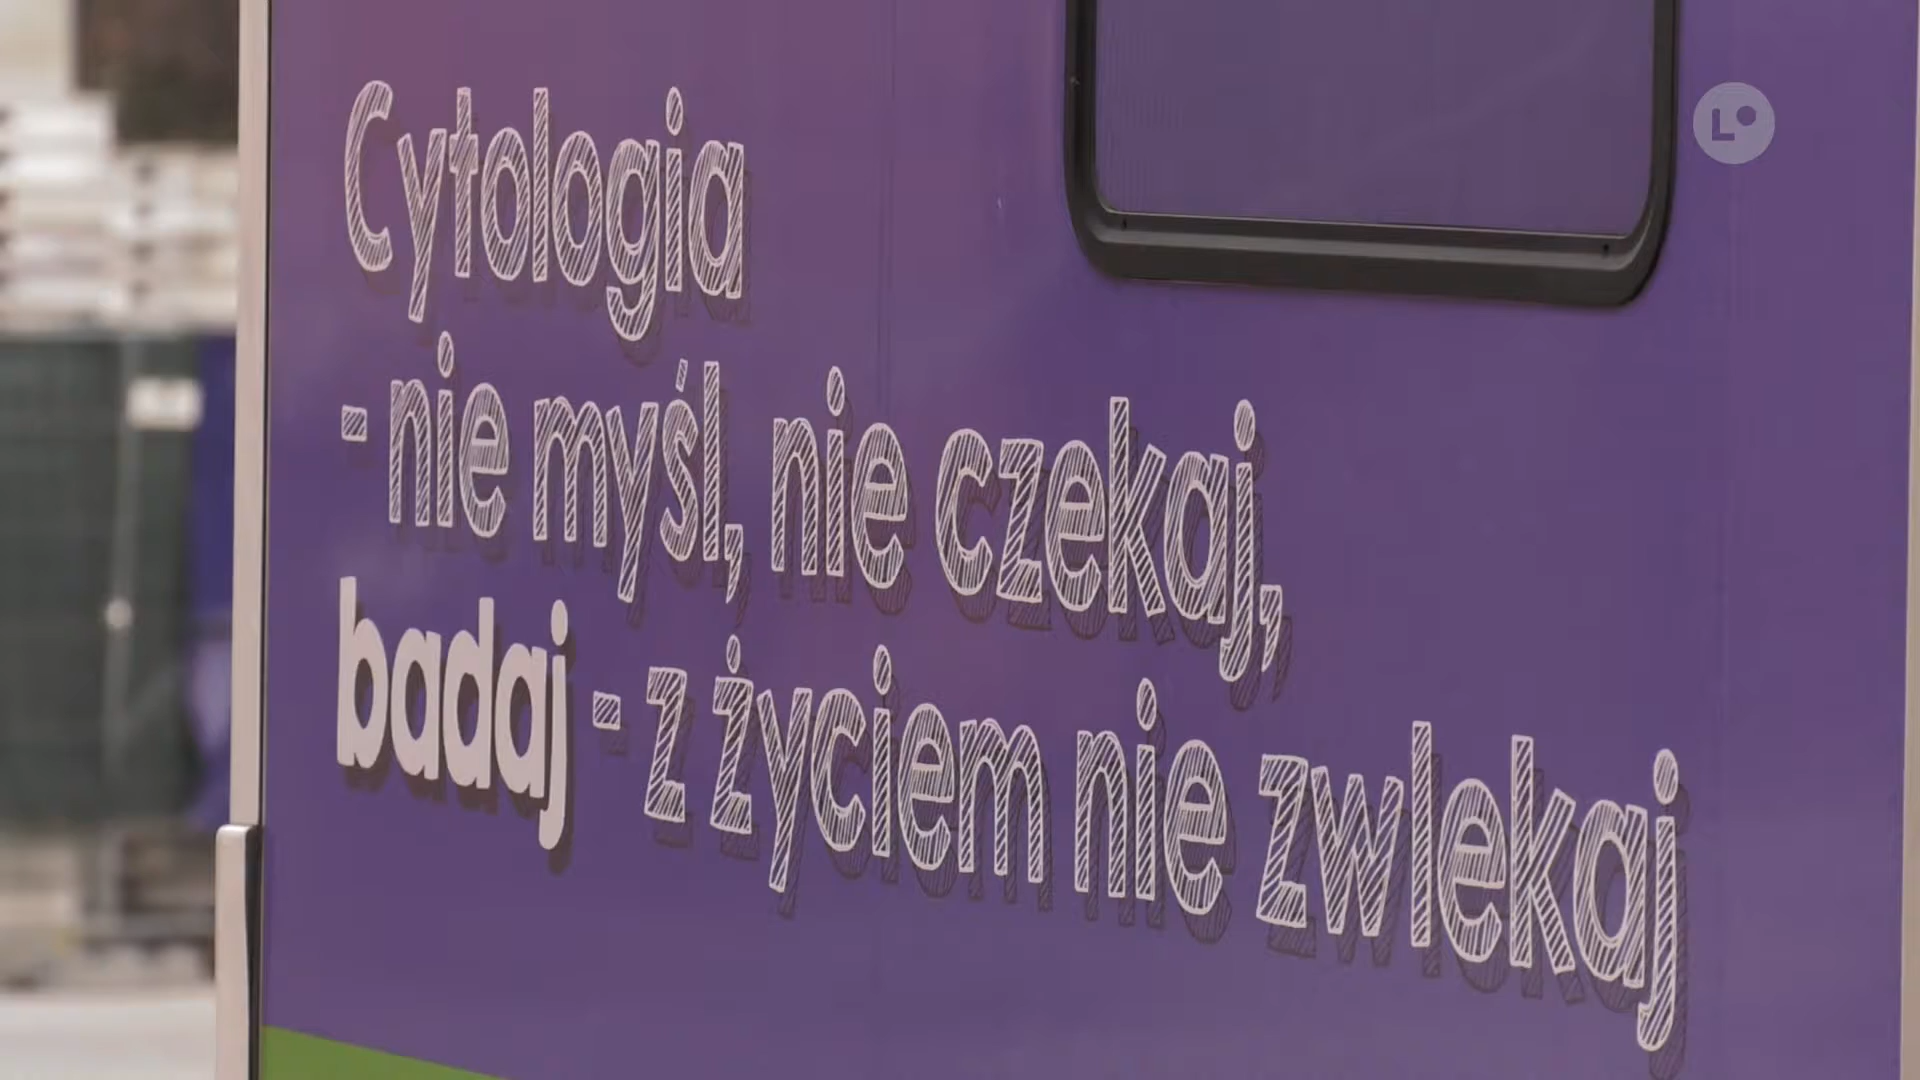 Cytologia
- nie myśl, nie czekaj,
badaj - z życiem nie zwlekaj
L